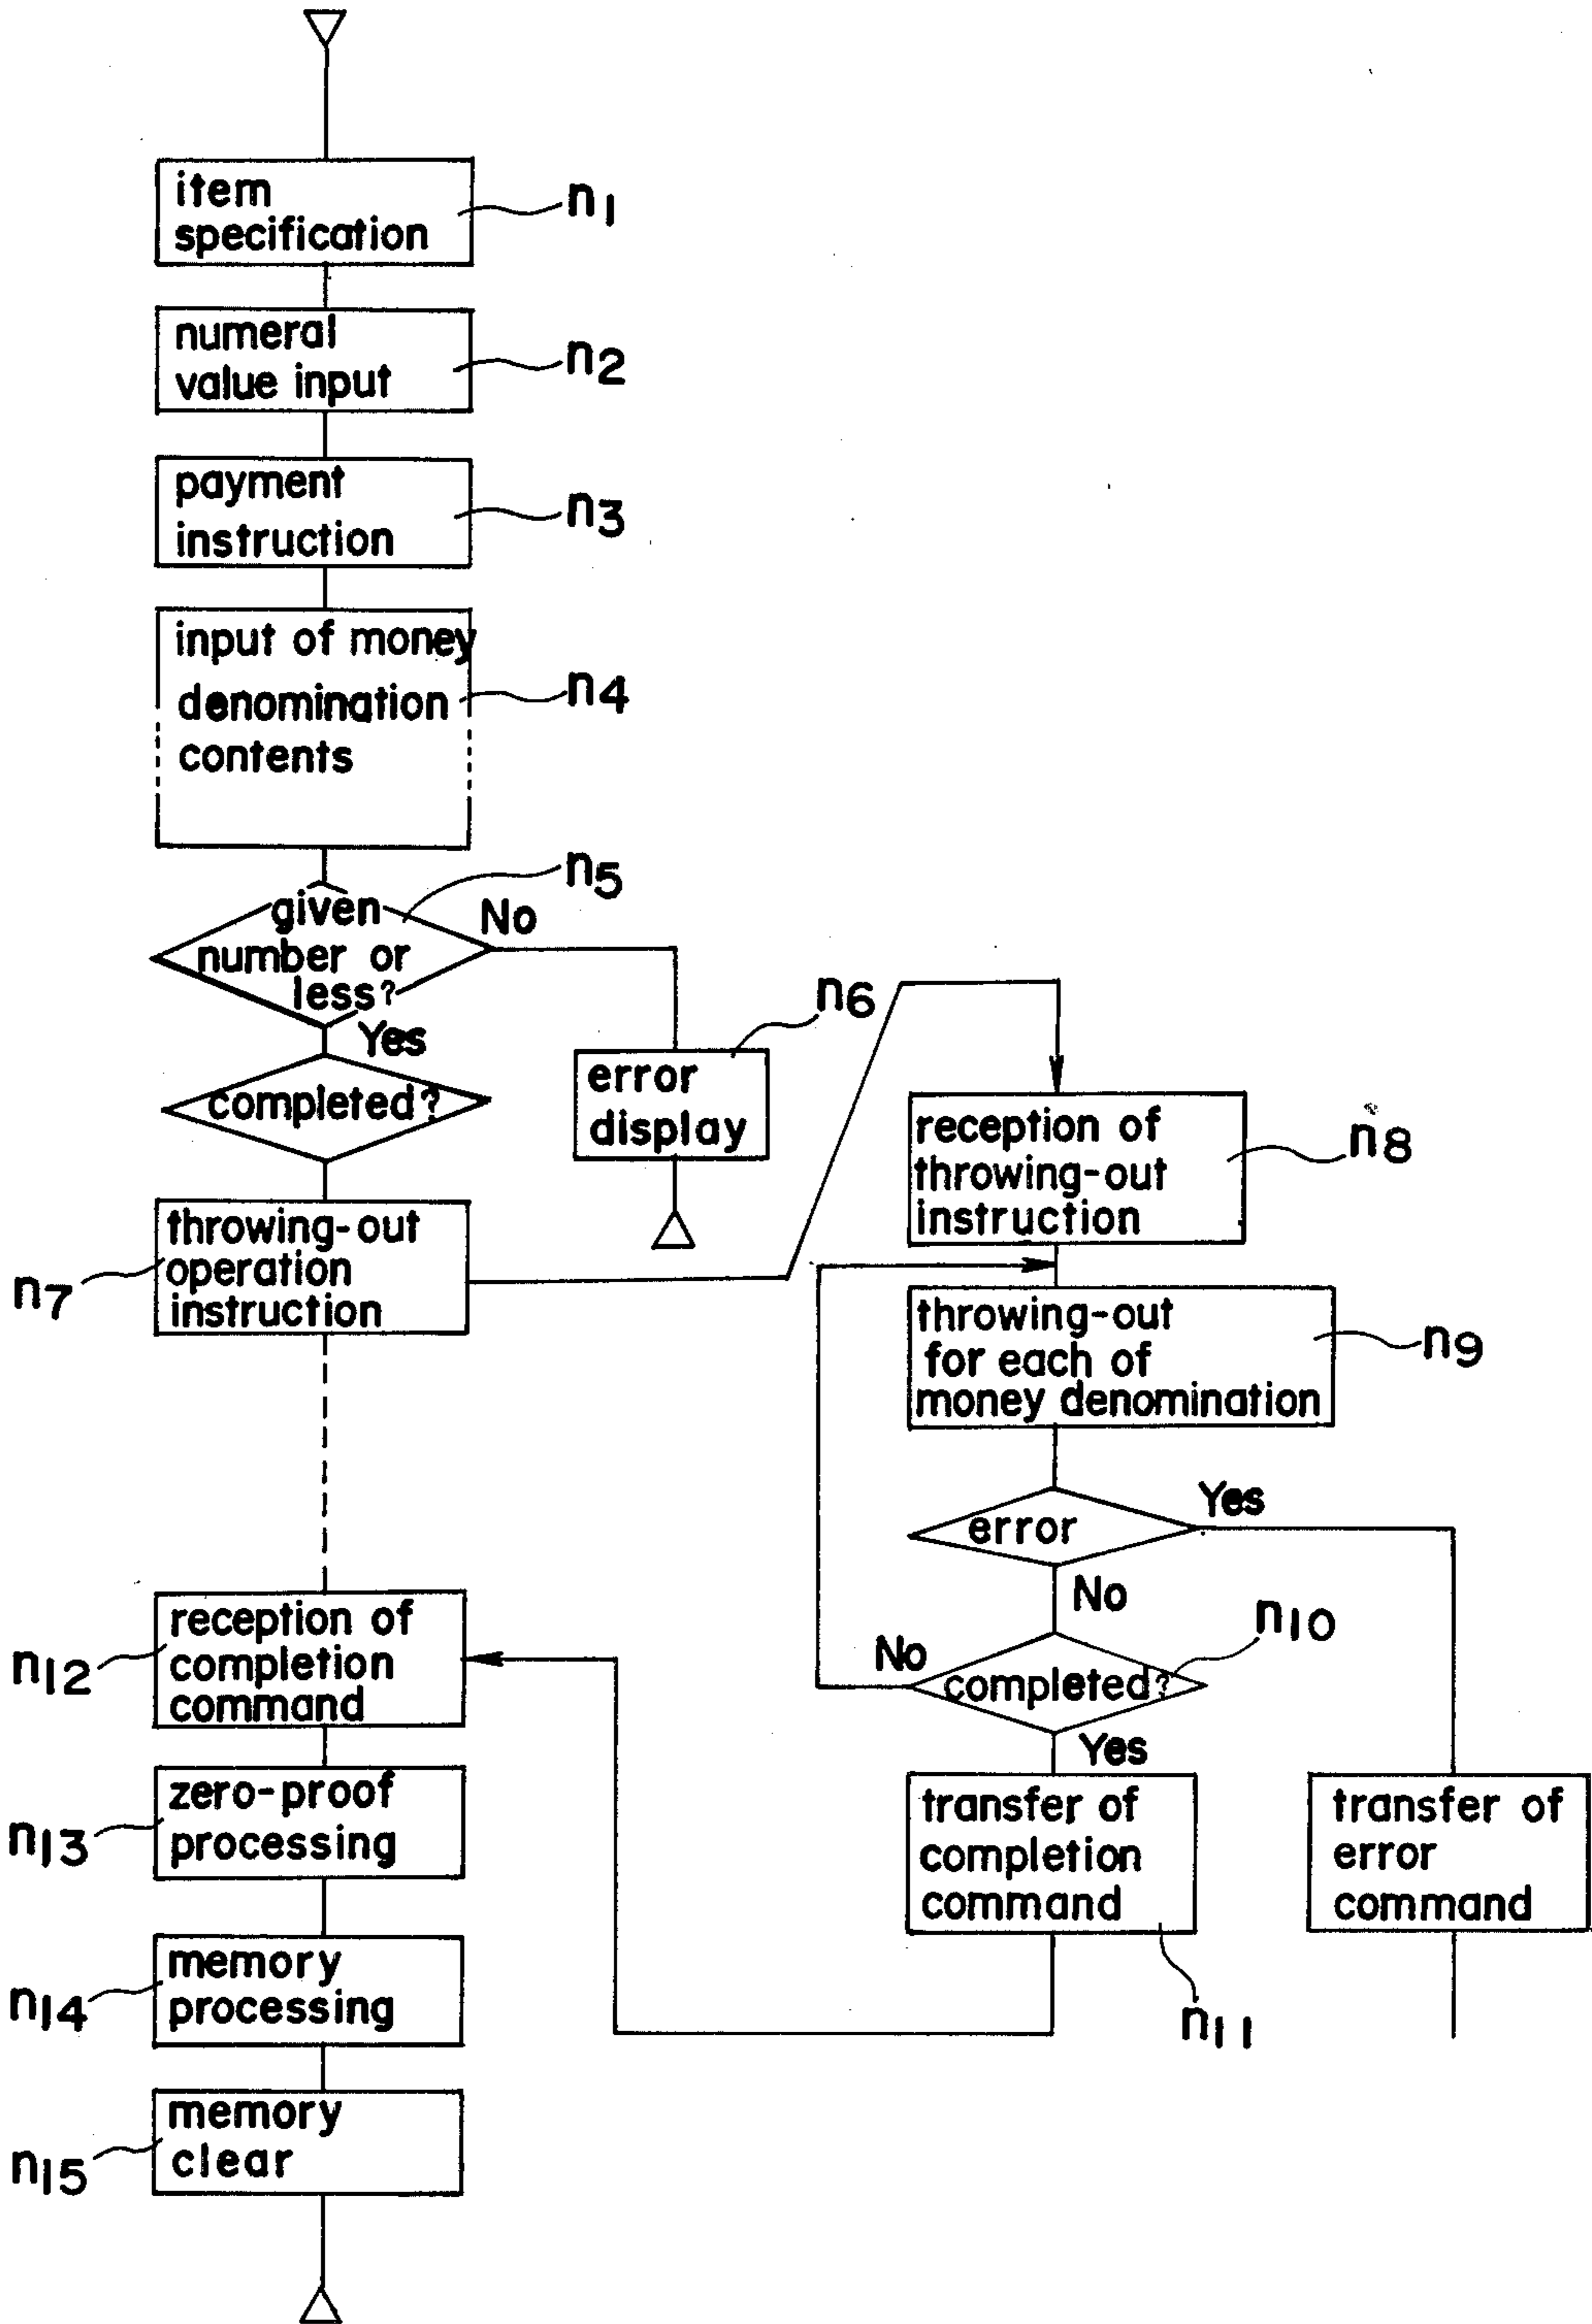 item
specification
n1
numeral
value input
n2
payment
instruction
n3
input of money
denomination
contents
n4
given
number or
less?
n5
No
Yes
completed?
error
display
n6
throwing-out
operation
instruction
n7
reception of
throwing-out
instruction
n8
throwing-out
for each of
money denomination
n9
error
Yes
No
completed?
n10
No
Yes
transfer of
completion
command
n11
transfer of
error
command
reception of
completion
command
n12
zero-proof
processing
n13
memory
processing
n14
memory
clear
n15